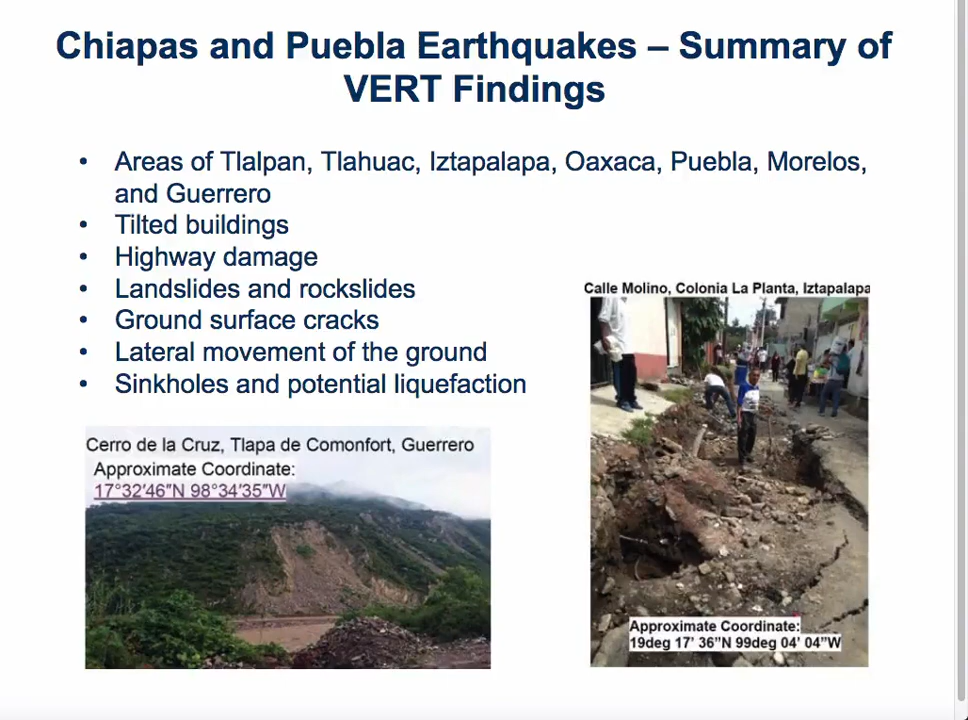 Chiapas and Puebla Earthquakes – Summary of
VERT Findings
• Areas of Tlalpan, Tlahuac, Iztapalapa, Oaxaca, Puebla, Morelos,
and Guerrero
• Tilted buildings
• Highway damage
• Landslides and rockslides
• Ground surface cracks
• Lateral movement of the ground
• Sinkholes and potential liquefaction
Calle Molino, Colonia La Planta, Iztapalapa
Cerro de la Cruz, Tlapa de Comonfort, Guerrero
Approximate Coordinate:
17°32'46"N 98°34'35"W
Approximate Coordinate:
19deg 17' 36”N 99deg 04' 04”W